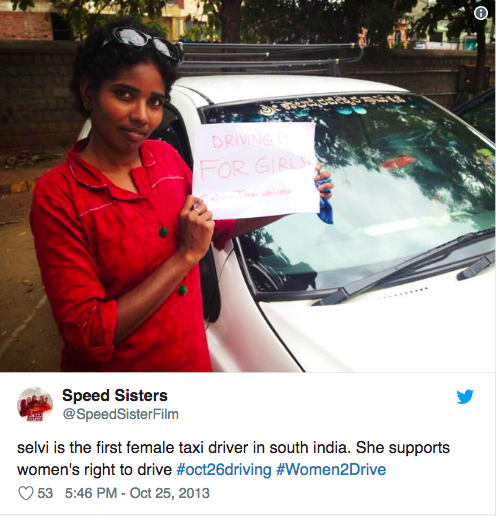 DRIVING IS
FOR GIRLS
Selvi Taxi driver
Speed Sisters
@SpeedSisterFilm
selvi is the first female taxi driver in south india. She supports
women's right to drive #oct26driving #Women2Drive
53 5:46 PM - Oct 25, 2013